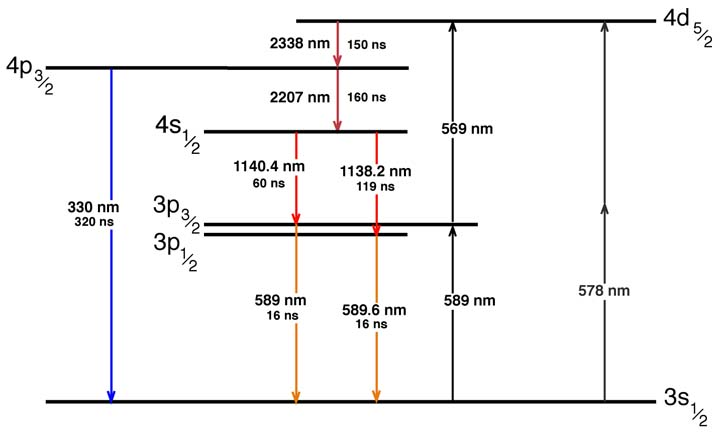 4d5/2
2338 nm 150 ns
4p3/2
2207 nm 160 ns
4s1/2
569 nm
1140.4 nm
60 ns
1138.2 nm
119 ns
3p3/2
330 nm
320 ns
3p1/2
589 nm
16 ns
589.6 nm
16 ns
589 nm
578 nm
3s1/2